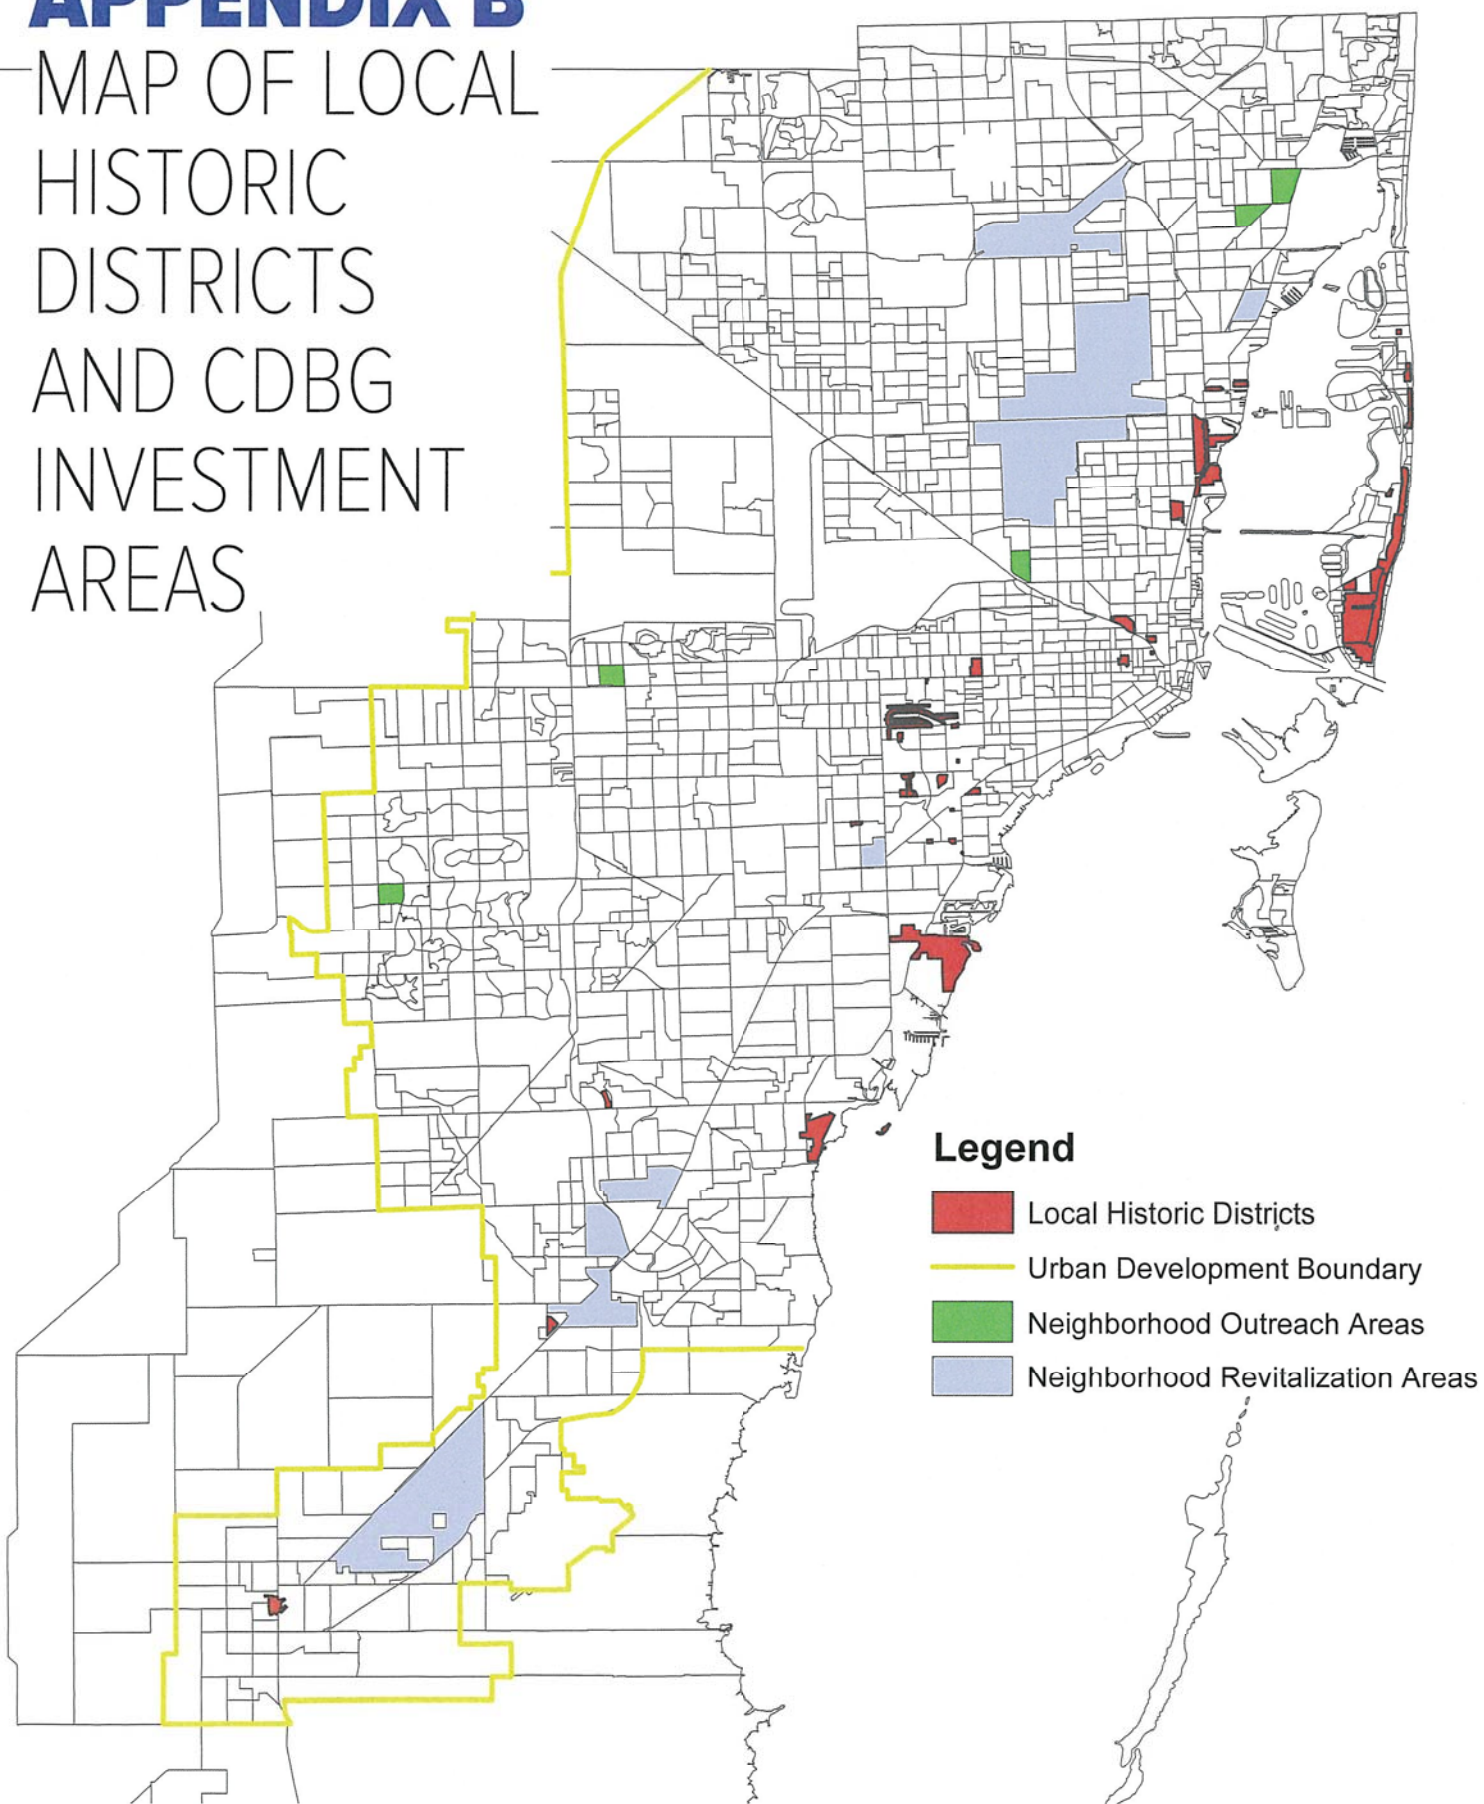 APPENDIX B
MAP OF LOCAL
HISTORIC
DISTRICTS
AND CDBG
INVESTMENT
AREAS
Legend
Local Historic Districts
Urban Development Boundary
Neighborhood Outreach Areas
Neighborhood Revitalization Areas